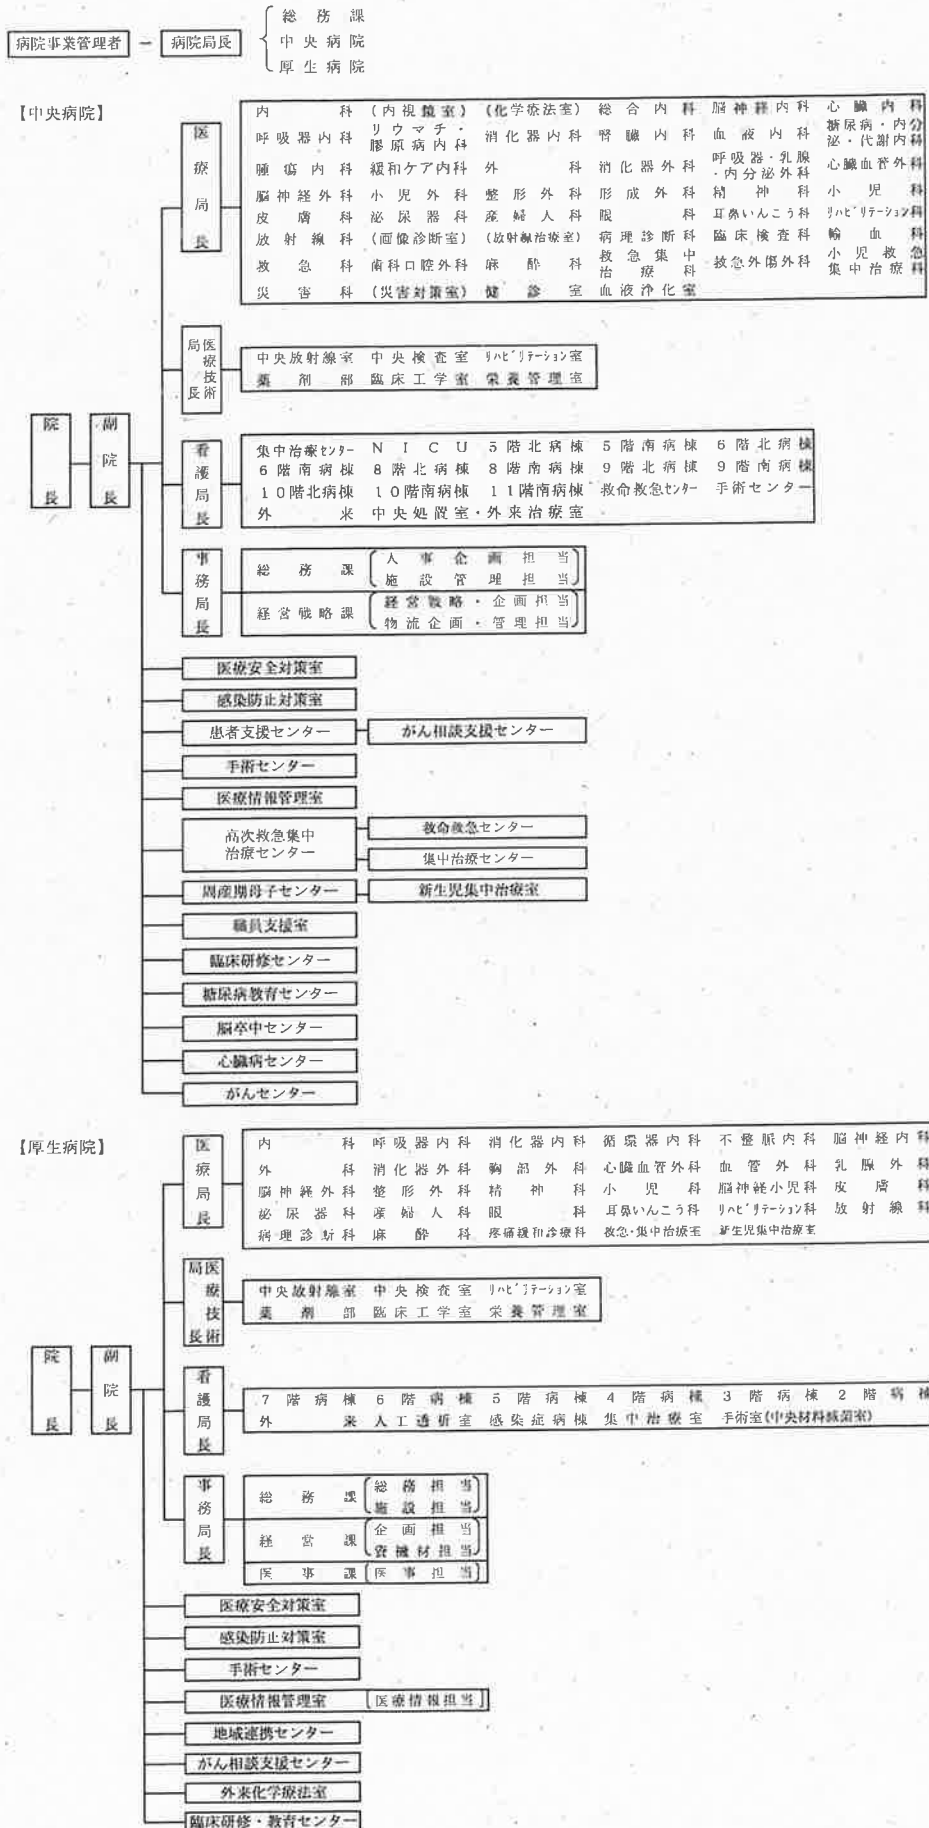 総務課
病院事業管理者 － 病院局長 中央病院
厚生病院
【中央病院】
医療局長
内科 (内視鏡室) (化学療法室) 総合内科 脳神経内科 心臓内科
呼吸器内科 リウマチ・膠原病内科 消化器内科 腎臓内科 血液内科 糖尿病・内分泌・代謝内科
腫瘍内科 緩和ケア内科 外科 消化器外科 呼吸器・乳腺・内分泌外科 心臓血管外科
脳神経外科 小児外科 整形外科 形成外科 精神科 小児科
皮膚科 泌尿器科 産婦人科 眼科 耳鼻いんこう科 リハビリテーション科
放射線科 (画像診断室) (放射線治療室) 病理診断科 臨床検査科 輸血科
救急科 歯科口腔外科 麻酔科 救急集中治療科 救急外傷外科 小児救急集中治療科
災害科 (災害対策室) 健診室 血液浄化室
医療技術局長
中央放射線室 中央検査室 リハビリテーション室
薬剤部 臨床工学室 栄養管理室
院長 副院長
看護局長
集中治療センター NICU 5階北病棟 5階南病棟 6階北病棟
6階南病棟 8階北病棟 8階南病棟 9階北病棟 9階南病棟
10階北病棟 10階南病棟 11階南病棟 救命救急センター 手術センター
外来 中央処置室・外来治療室
事務局長
総務課 人事企画担当
施設管理担当
経営戦略課 経営戦略・企画担当
物流企画・管理担当
医療安全対策室
感染防止対策室
患者支援センター がん相談支援センター
手術センター
医療情報管理室
高次救急集中治療センター 救命救急センター
集中治療センター
周産期母子センター 新生児集中治療室
職員支援室
臨床研修センター
糖尿病教育センター
脳卒中センター
心臓病センター
がんセンター
【厚生病院】
医療局長
内科 呼吸器内科 消化器内科 循環器内科 不整脈内科 脳神経内科
外科 消化器外科 胸部外科 心臓血管外科 血管外科 乳腺外科
脳神経外科 整形外科 精神科 小児科 脳神経小児科 皮膚科
泌尿器科 産婦人科 眼科 耳鼻いんこう科 リハビリテーション科 放射線科
病理診断科 麻酔科 疼痛緩和診療科 救急・集中治療室 新生児集中治療室
医療技術局長
中央放射線室 中央検査室 リハビリテーション室
薬剤部 臨床工学室 栄養管理室
院長 副院長
看護局長
7階病棟 6階病棟 5階病棟 4階病棟 3階病棟 2階病棟
外来 人工透析室 感染症病棟 集中治療室 手術室(中央材料滅菌室)
事務局長
総務課 総務担当
施設担当
経営課 企画担当
資機材担当
医事課 [医事担当]
医療安全対策室
感染防止対策室
手術センター
医療情報管理室 [医療情報担当]
地域連携センター
がん相談支援センター
外来化学療法室
臨床研修・教育センター